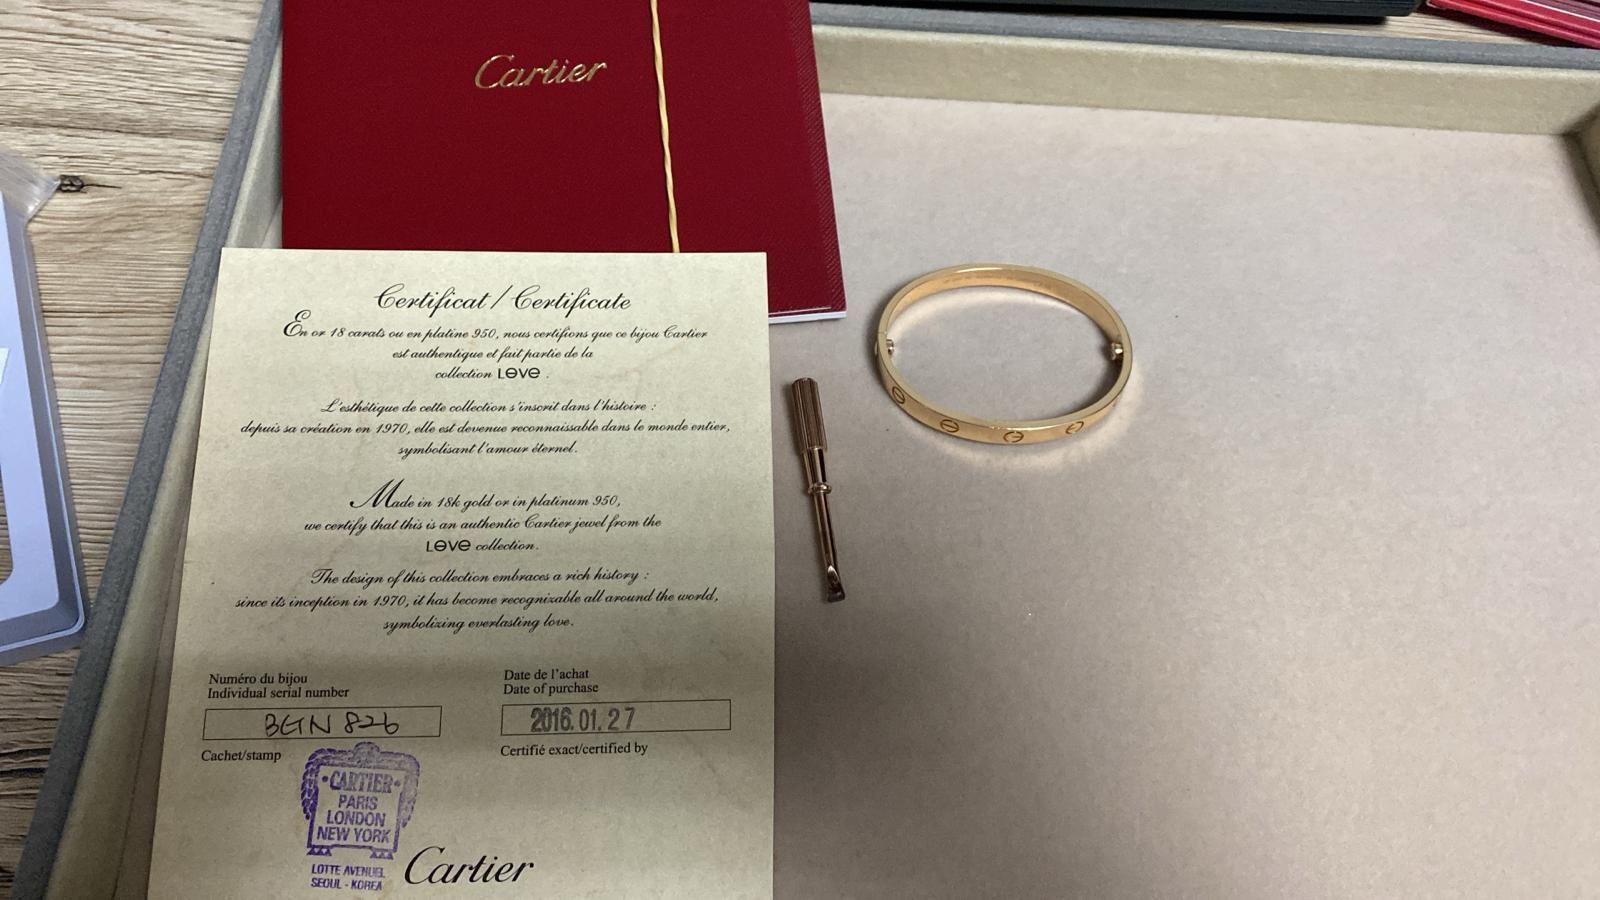 Cartier
Certificat / Certificate
En or 18 carats ou en platine 950, nous certifions que ce bijou Cartier
est authentique et fait partie de la
collection LOVE .
L'esthétique de cette collection s'inscrit dans l'histoire :
depuis sa création en 1970, elle est devenue reconnaissable dans le monde entier,
symbolisant l'amour éternel.
Made in 18k gold or in platinum 950,
we certify that this is an authentic Cartier jewel from the
LOVE collection.
The design of this collection embraces a rich history :
since its inception in 1970, it has become recognizable all around the world,
symbolizing everlasting love.
Numéro du bijou
Individual serial number
Date de l'achat
Date of purchase
2016.01.27
Cachet/stamp
Certifié exact/certified by
CARTIER
PARIS
LONDON
NEW YORK
LOTTE AVENUEL
SEOUL - KOREA
Cartier